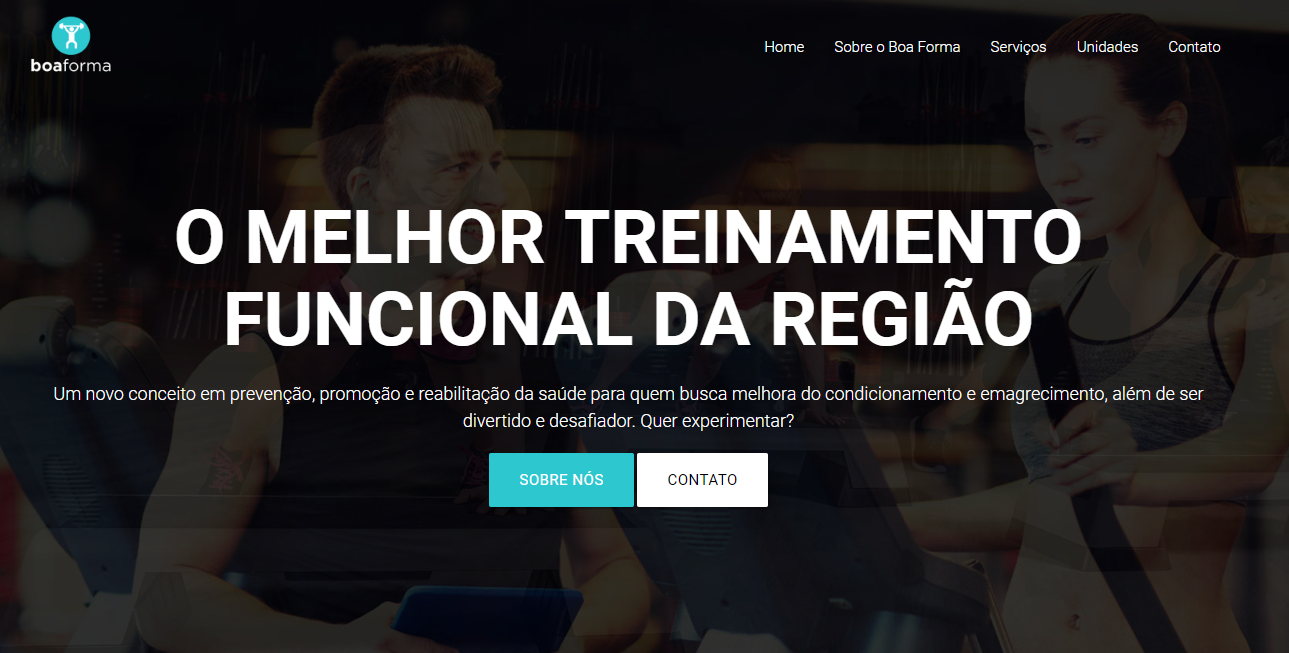 boaforma
Home
Sobre o Boa Forma
Serviços
Unidades
Contato
O MELHOR TREINAMENTO
FUNCIONAL DA REGIÃO
Um novo conceito em prevenção, promoção e reabilitação da saúde para quem busca melhora do condicionamento e emagrecimento, além de ser
divertido e desafiador. Quer experimentar?
SOBRE NÓS
CONTATO